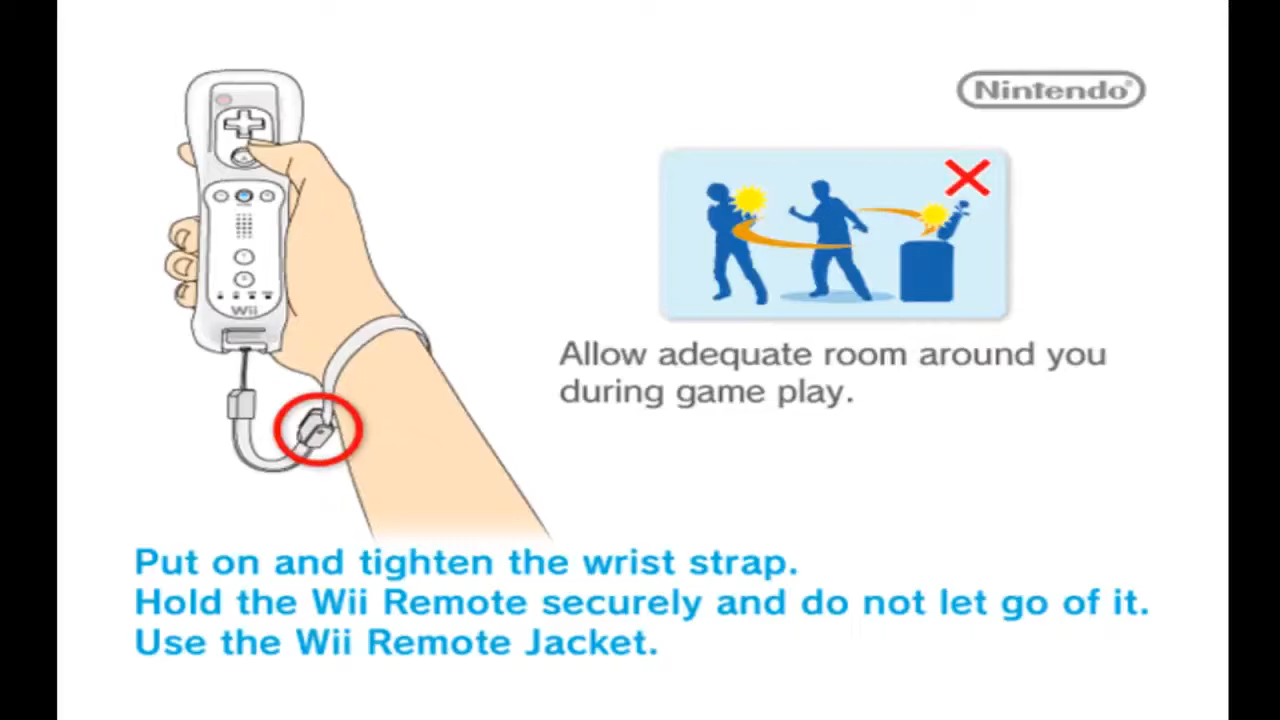 Nintendo®
Wii
Allow adequate room around you
during game play.
Put on and tighten the wrist strap.
Hold the Wii Remote securely and do not let go of it.
Use the Wii Remote Jacket.